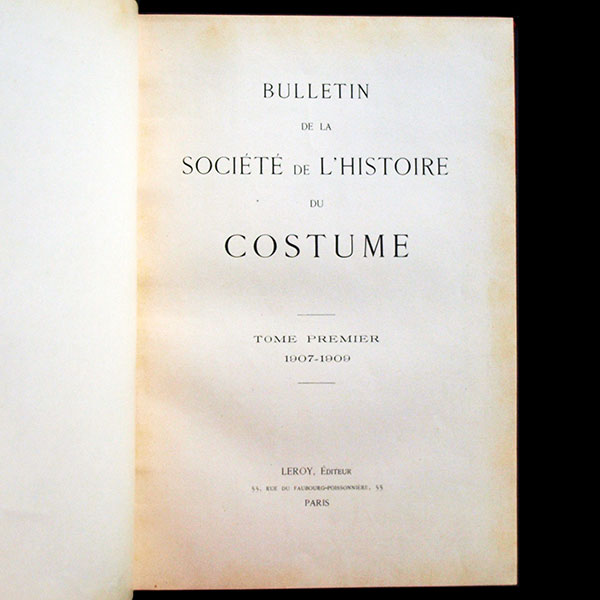 BULLETIN
DE LA
SOCIÉTÉ DE L'HISTOIRE
DU
COSTUME
TOME PREMIER
1907-1909
LEROY, ÉDITEUR
55, RUE DU FAUBOURG-POISSONNIÈRE, 55
PARIS